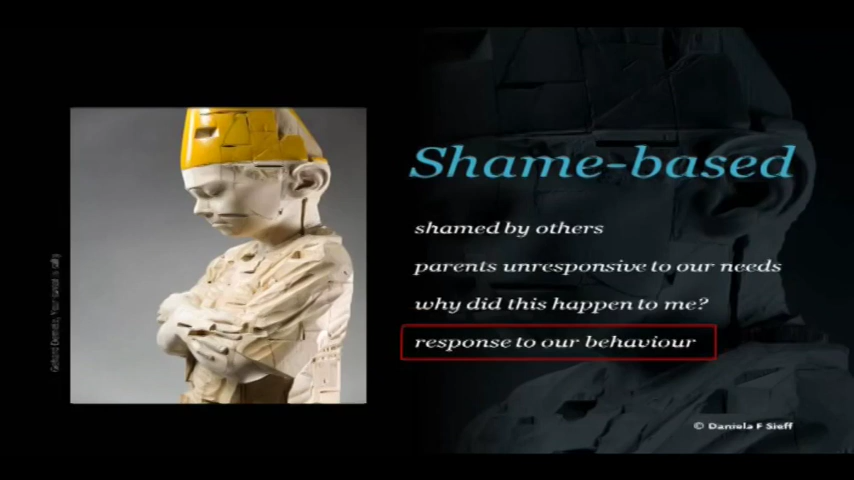 Shame-based
shamed by others
parents unresponsive to our needs
why did this happen to me?
response to our behaviour
© Daniela F Sieff